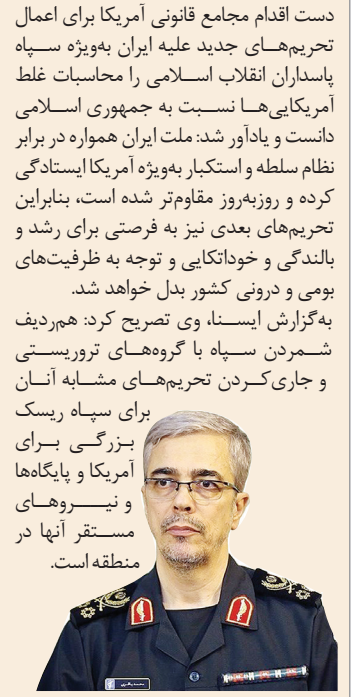 دست اقدام مجامع قانونی آمریکا برای اعمال
تحریم‌های جدید علیه ایران به‌ویژه سپاه
پاسداران انقلاب اسلامی را محاسبات غلط
آمریکایی‌ها نسبت به جمهوری اسلامی
دانست و یادآور شد: ملت ایران همواره در برابر
نظام سلطه و استکبار به‌ویژه آمریکا ایستادگی
کرده و روزبه‌روز مقاوم‌تر شده است، بنابراین
تحریم‌های بعدی نیز به فرصتی برای رشد و
بالندگی و خوداتکایی و توجه به ظرفیت‌های
بومی و درونی کشور بدل خواهد شد.
به‌گزارش ایسنا، وی تصریح کرد: هم‌ردیف
شمردن سپاه با گروه‌های تروریستی
و جاری‌کردن تحریم‌های مشابه آنان
برای سپاه ریسک
بزرگی برای
آمریکا و پایگاه‌ها
و نیروهای
مستقر آنها در
منطقه است.